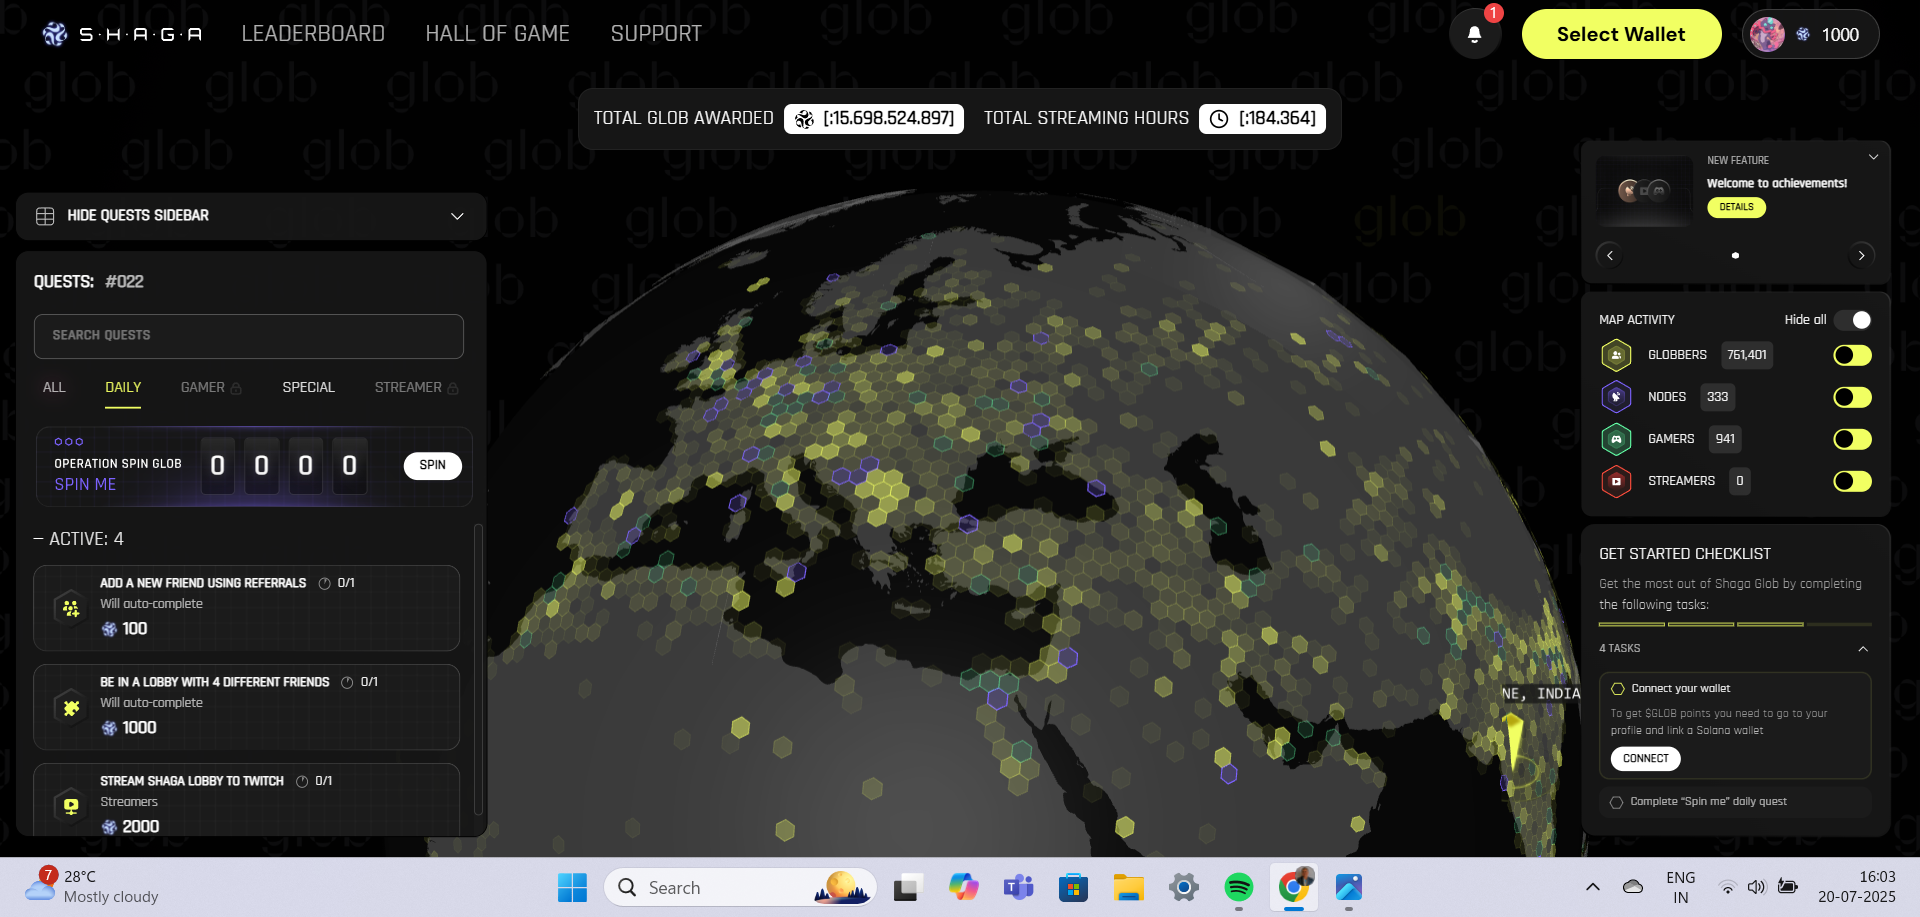 S·H·A·G·A
LEADERBOARD
HALL OF GAME
SUPPORT
1
Select Wallet
1000
TOTAL GLOB AWARDED
[:15.698.524.897]
TOTAL STREAMING HOURS
[:184.364]
HIDE QUESTS SIDEBAR
QUESTS: #022
SEARCH QUESTS
ALL
DAILY
GAMER
SPECIAL
STREAMER
OPERATION SPIN GLOB
SPIN ME
0 0 0 0
SPIN
— ACTIVE: 4
ADD A NEW FRIEND USING REFERRALS 0/1
Will auto-complete
100
BE IN A LOBBY WITH 4 DIFFERENT FRIENDS 0/1
Will auto-complete
1000
STREAM SHAGA LOBBY TO TWITCH 0/1
Streamers
2000
NEW FEATURE
Welcome to achievements!
DETAILS
MAP ACTIVITY
Hide all
GLOBBERS 761,401
NODES 333
GAMERS 941
STREAMERS 0
GET STARTED CHECKLIST
Get the most out of Shaga Glob by completing
the following tasks:
4 TASKS
Connect your wallet
To get $GLOB points you need to go to your
profile and link a Solana wallet
CONNECT
Complete “Spin me” daily quest
NE, INDIA
glob
7
28°C
Mostly cloudy
Search
ENG
IN
16:03
20-07-2025